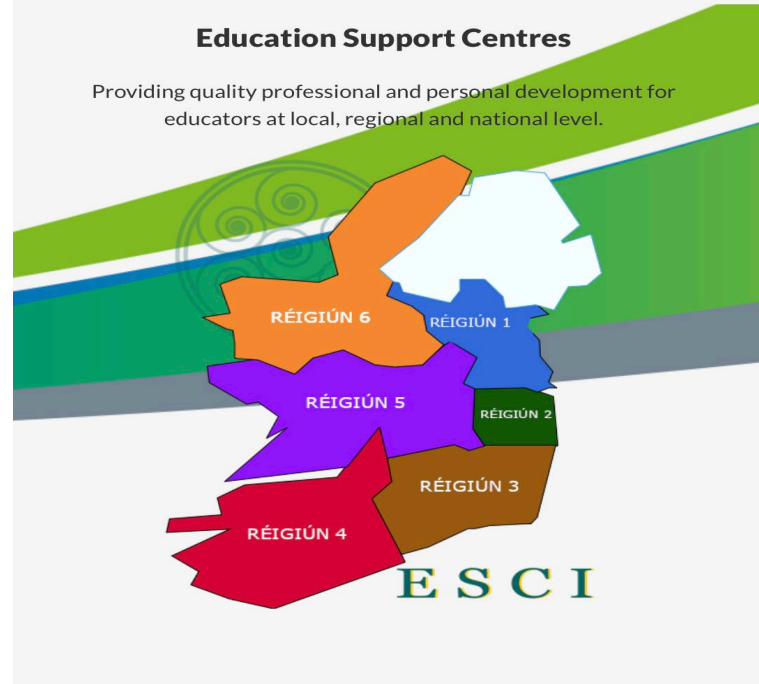 Education Support Centres
Providing quality professional and personal development for
educators at local, regional and national level.
RÉIGIÚN 6
RÉIGIÚN 1
RÉIGIÚN 5
RÉIGIÚN 2
RÉIGIÚN 3
RÉIGIÚN 4
ESCI